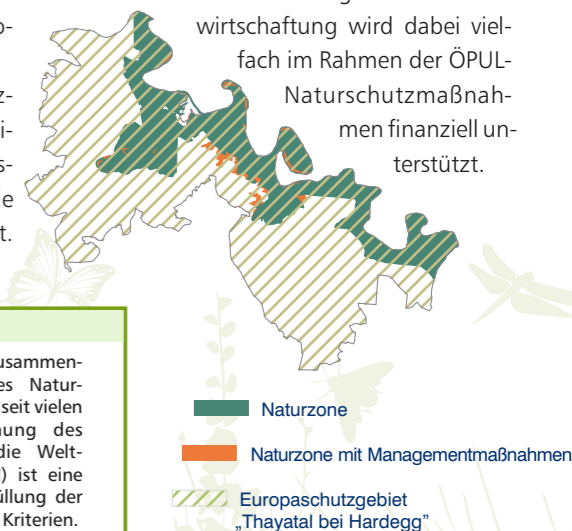 wirtschaftung wird dabei viel-
fach im Rahmen der ÖPUL-
Naturschutzmaßnah-
men finanziell un-
terstützt.
o-
z-
i-
s-
e
t.
usammen-
es Natur-
seit vielen
nung des
die Welt-
) ist eine
üllung der
Kriterien.
Naturzone
Naturzone mit Managementmaßnahmen
Europaschutzgebiet
„Thayatal bei Hardegg"